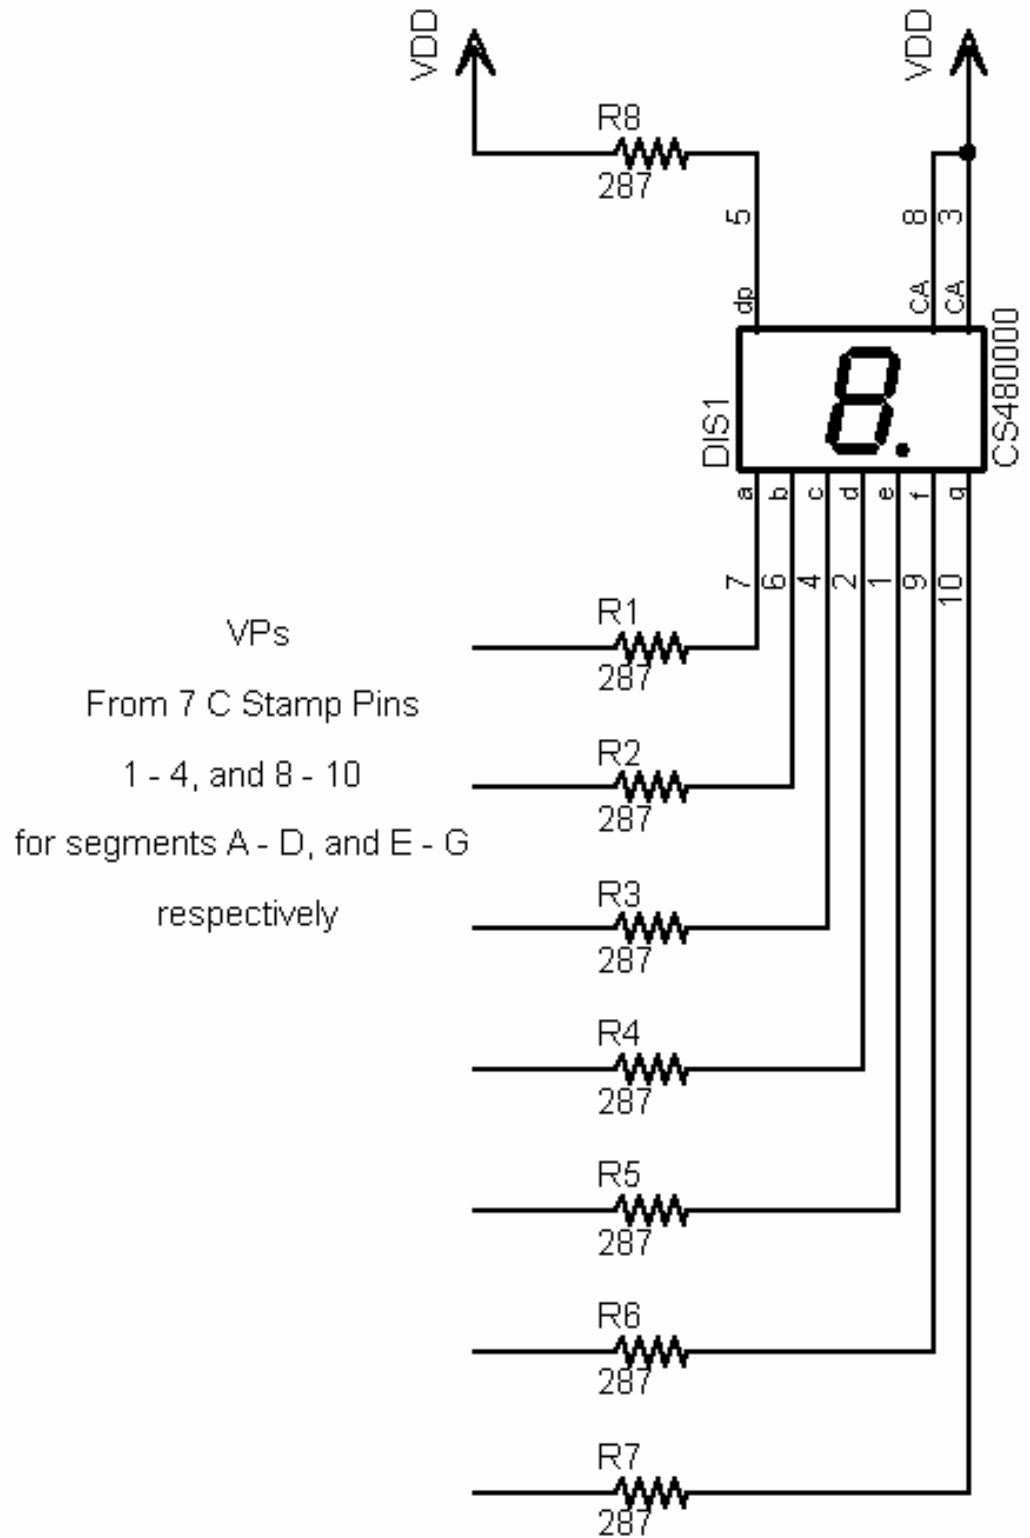 VDD
VDD
R8
287
5
8
3
dp
CA
CA
DIS1
CS480000
a
b
c
d
e
f
g
7
6
4
2
1
9
10
VPs
From 7 C Stamp Pins
1 - 4, and 8 - 10
for segments A - D, and E - G
respectively
R1
287
R2
287
R3
287
R4
287
R5
287
R6
287
R7
287